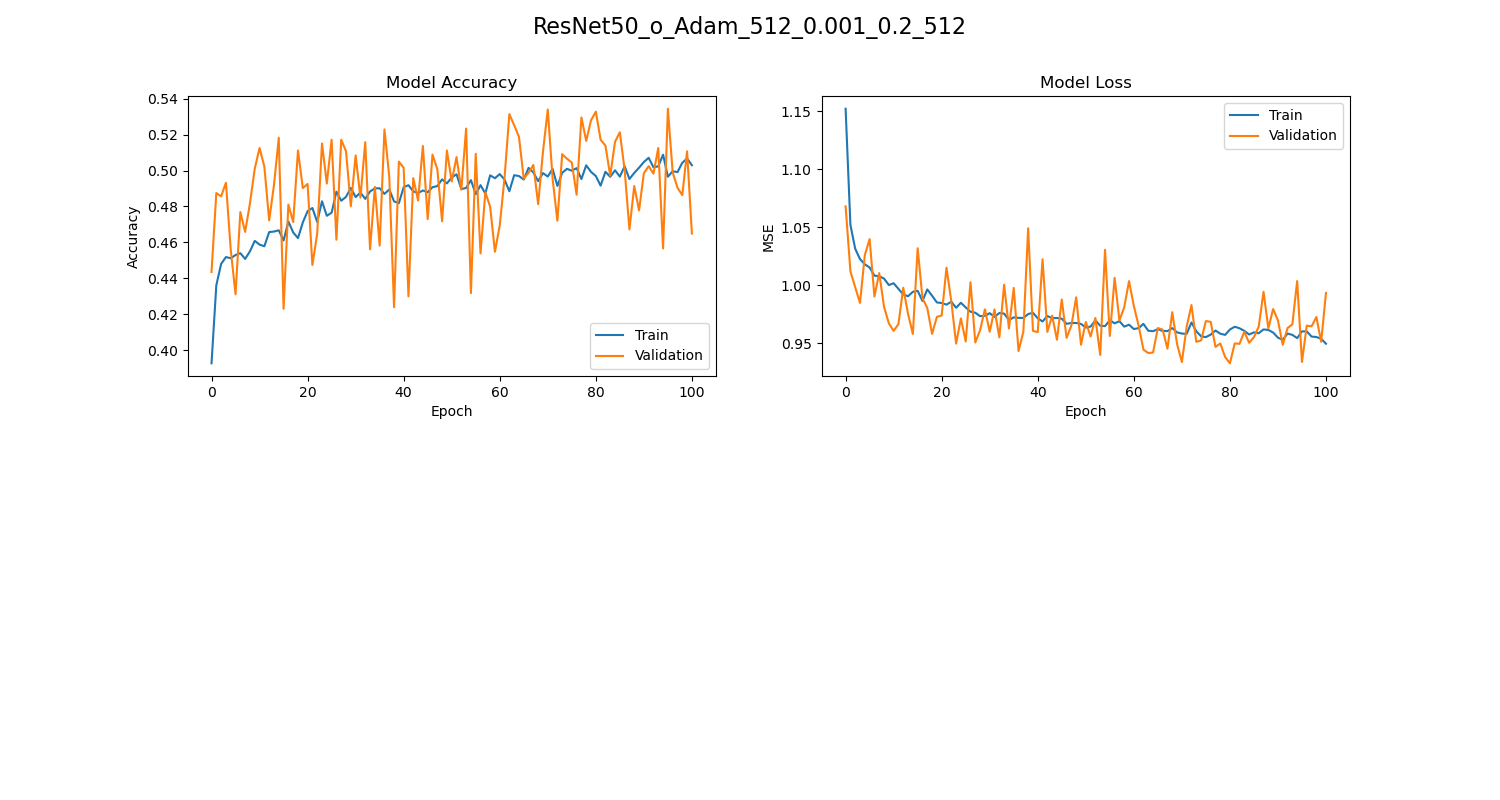 ResNet50_o_Adam_512_0.001_0.2_512
Model Accuracy
0.54
0.52
0.50
0.48
0.46
0.44
0.42
0.40
Accuracy
0
20
40
60
80
100
Epoch
Train
Validation
Model Loss
1.15
1.10
1.05
1.00
0.95
MSE
0
20
40
60
80
100
Epoch
Train
Validation